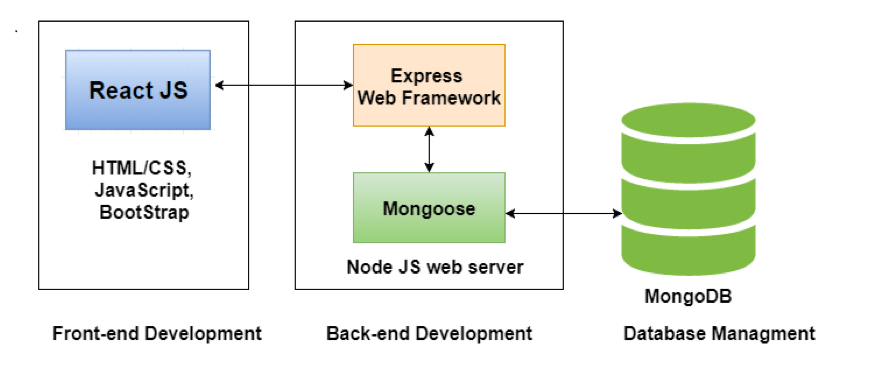 React JS
HTML/CSS,
JavaScript,
BootStrap
Front-end Development
Express
Web Framework
Mongoose
Node JS web server
Back-end Development
MongoDB
Database Managment